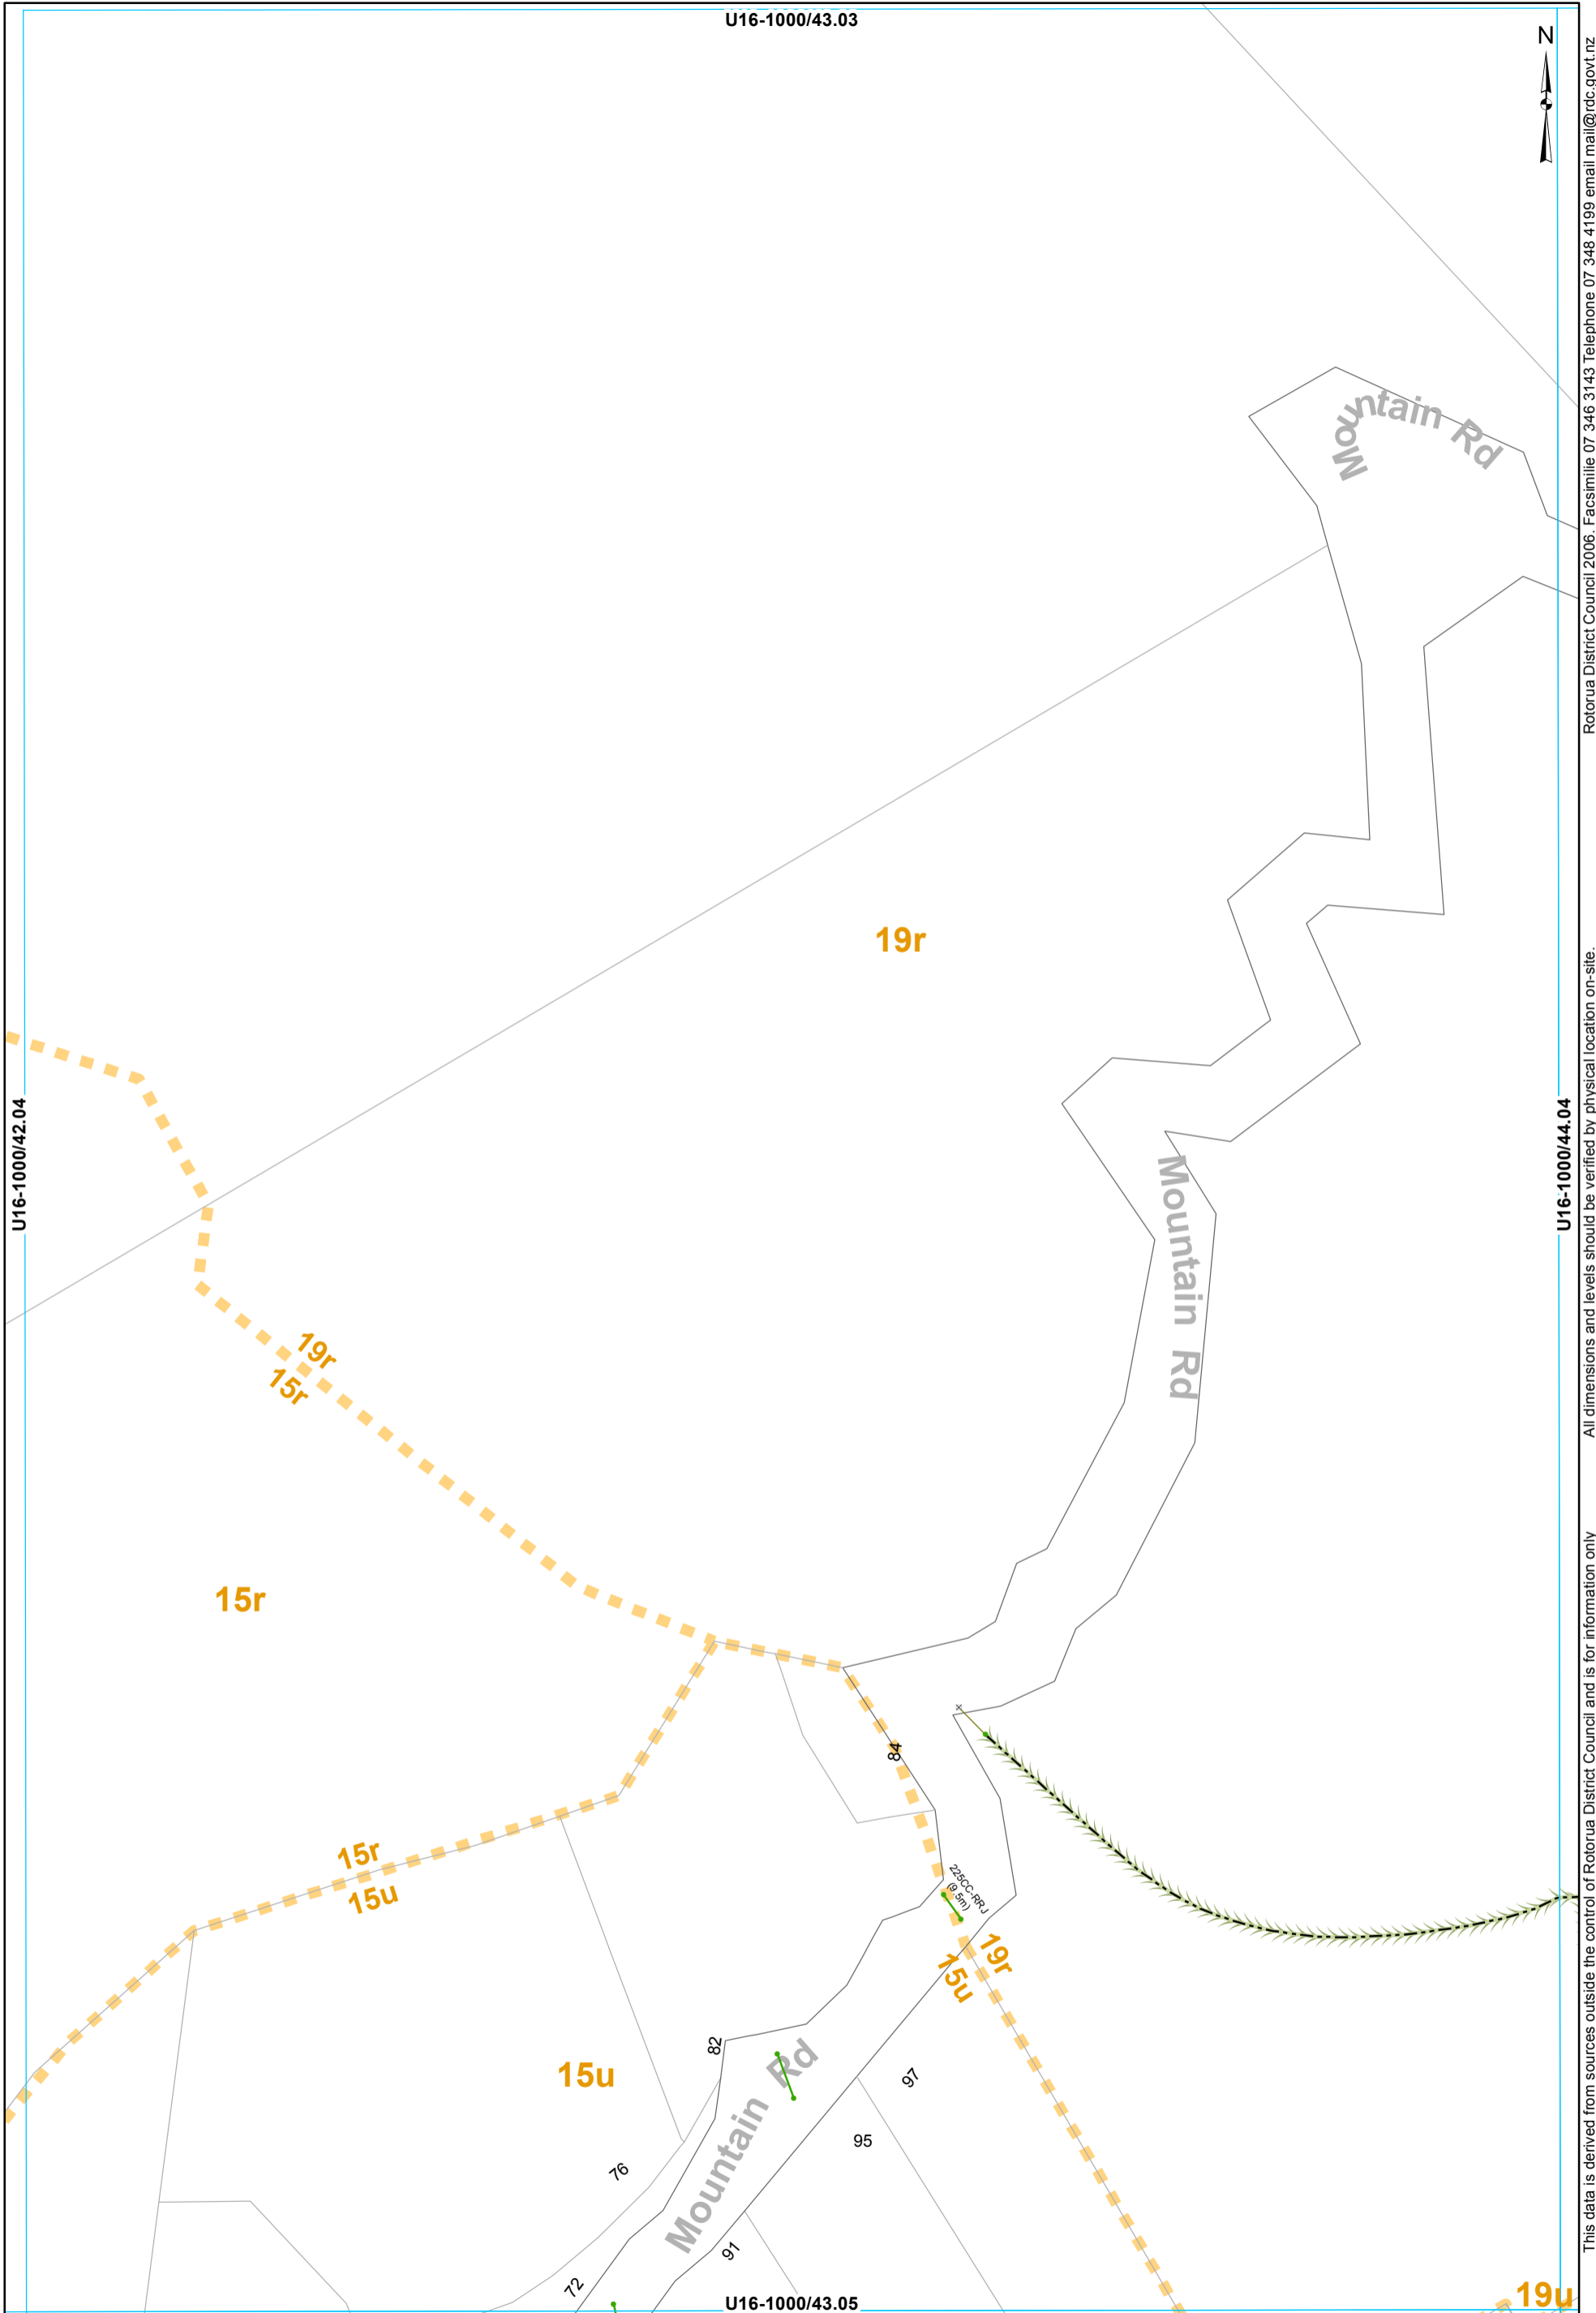 U16-1000/43.03
N
Mountain Rd
19r
U16-1000/42.04
U16-1000/44.04
Mountain Rd
19r
15r
15r
84
15r
15u
225CC-RRJ
(9.5m)
19r
15u
82
15u
Mountain Rd
97
95
76
91
72
U16-1000/43.05
19u
Rotorua District Council 2006. Facsimilie 07 346 3143 Telephone 07 348 4199 email mail@rdc.govt.nz
All dimensions and levels should be verified by physical location on-site.
This data is derived from sources outside the control of Rotorua District Council and is for information only